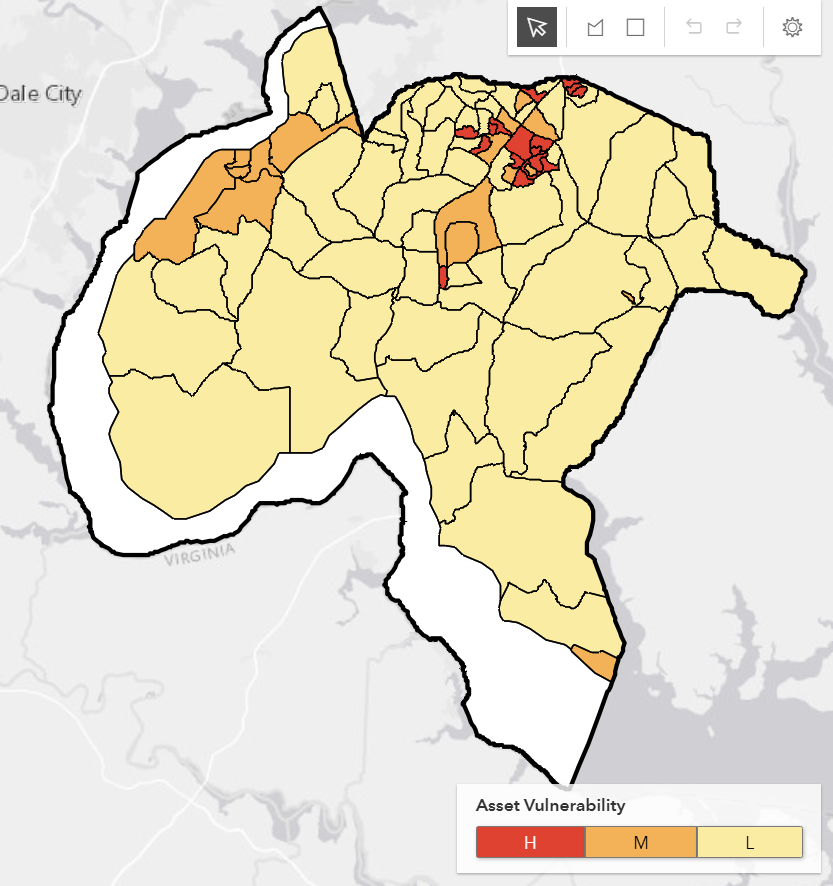 Dale City
VIRGINIA
Asset Vulnerability
H M L